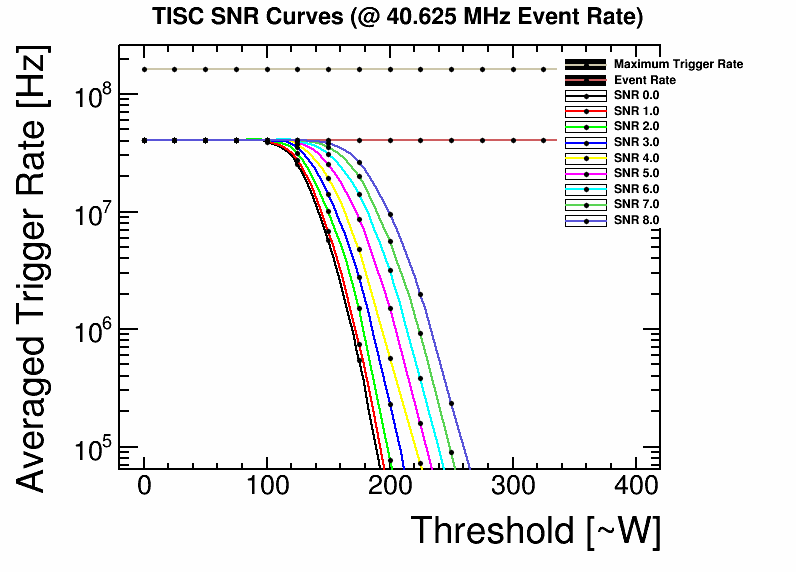 TISC SNR Curves (@ 40.625 MHz Event Rate)
Averaged Trigger Rate [Hz]
10^8
10^7
10^6
10^5
0 100 200 300 400
Threshold [~W]
Maximum Trigger Rate
Event Rate
SNR 0.0
SNR 1.0
SNR 2.0
SNR 3.0
SNR 4.0
SNR 5.0
SNR 6.0
SNR 7.0
SNR 8.0